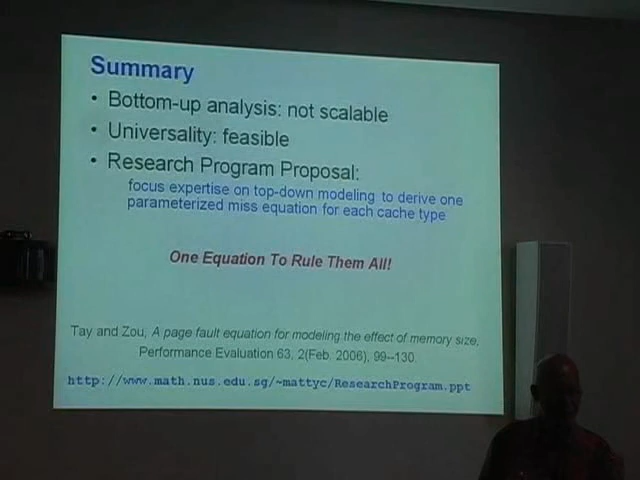 Summary
• Bottom-up analysis: not scalable
• Universality: feasible
• Research Program Proposal:
focus expertise on top-down modeling to derive one
parameterized miss equation for each cache type
One Equation To Rule Them All!
Tay and Zou, A page fault equation for modeling the effect of memory size,
Performance Evaluation 63, 2(Feb. 2006), 99--130.
http://www.math.nus.edu.sg/~mattyc/ResearchProgram.ppt